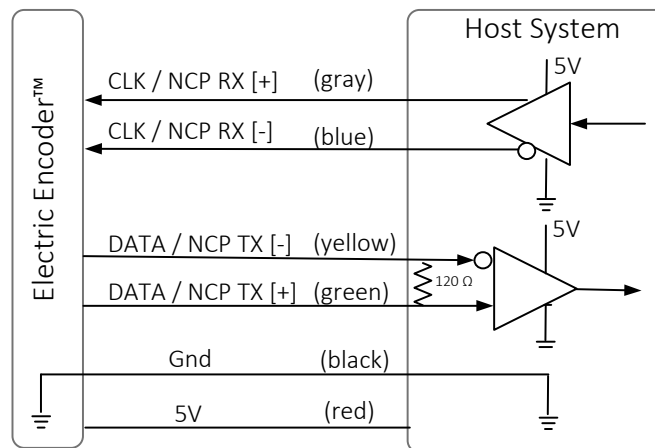 Host System
5V
CLK / NCP RX [+] (gray)
CLK / NCP RX [-] (blue)
Electric Encoder™
5V
DATA / NCP TX [-] (yellow)
120 Ω
DATA / NCP TX [+] (green)
Gnd (black)
5V (red)